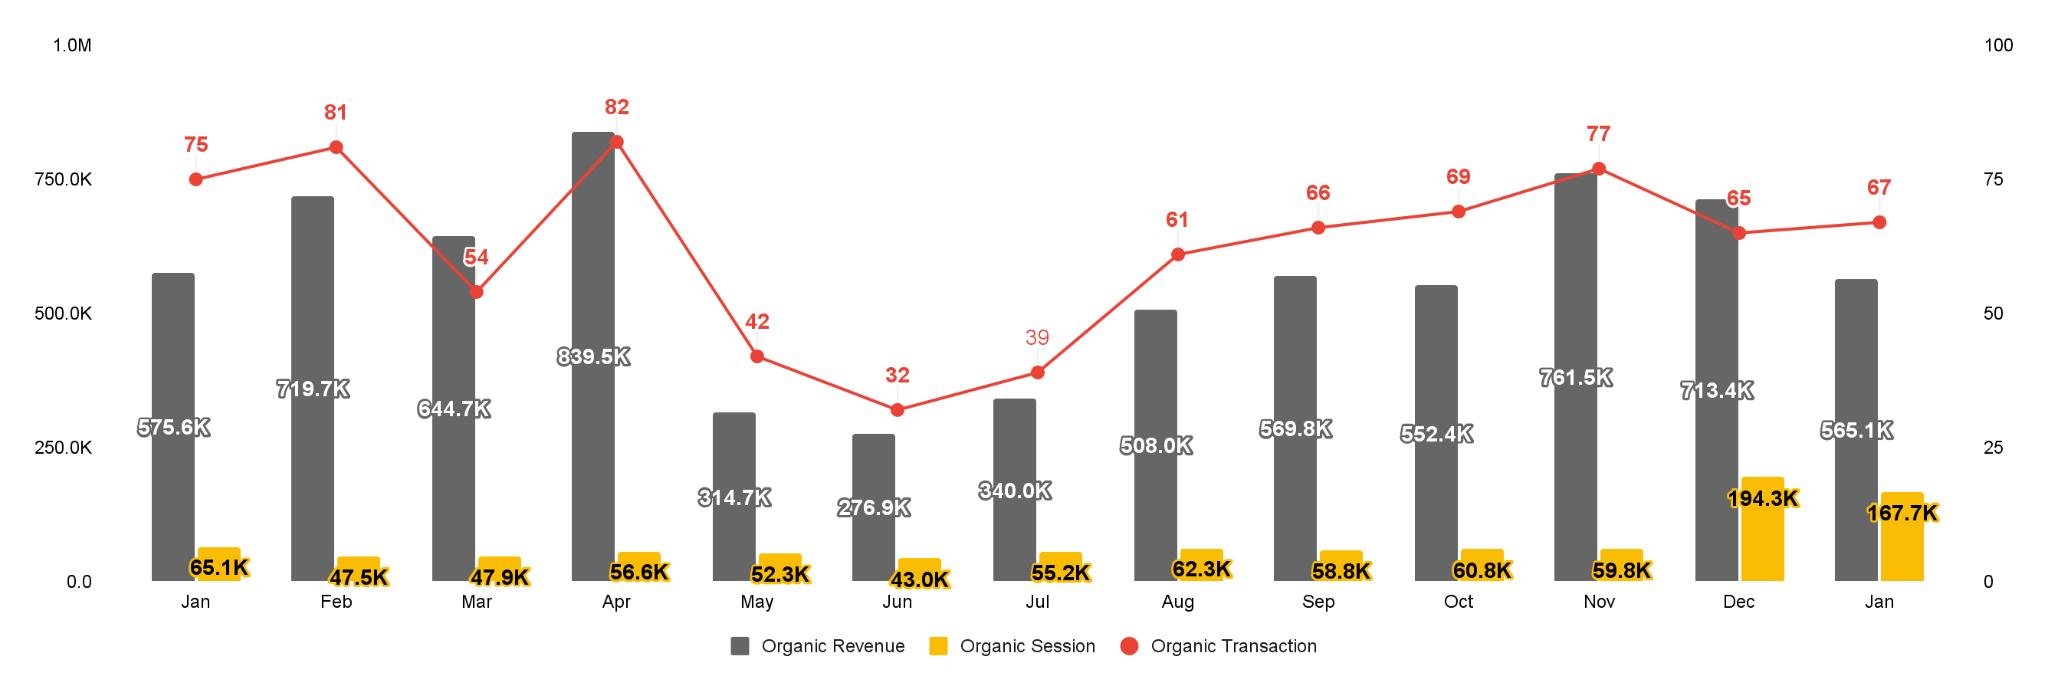 1.0M
750.0K
500.0K
250.0K
0.0
100
75
50
25
0
75
81
54
82
42
32
39
61
66
69
77
65
67
575.6K
719.7K
644.7K
839.5K
314.7K
276.9K
340.0K
508.0K
569.8K
552.4K
761.5K
713.4K
565.1K
65.1K
47.5K
47.9K
56.6K
52.3K
43.0K
55.2K
62.3K
58.8K
60.8K
59.8K
194.3K
167.7K
Jan Feb Mar Apr May Jun Jul Aug Sep Oct Nov Dec Jan
Organic Revenue Organic Session Organic Transaction